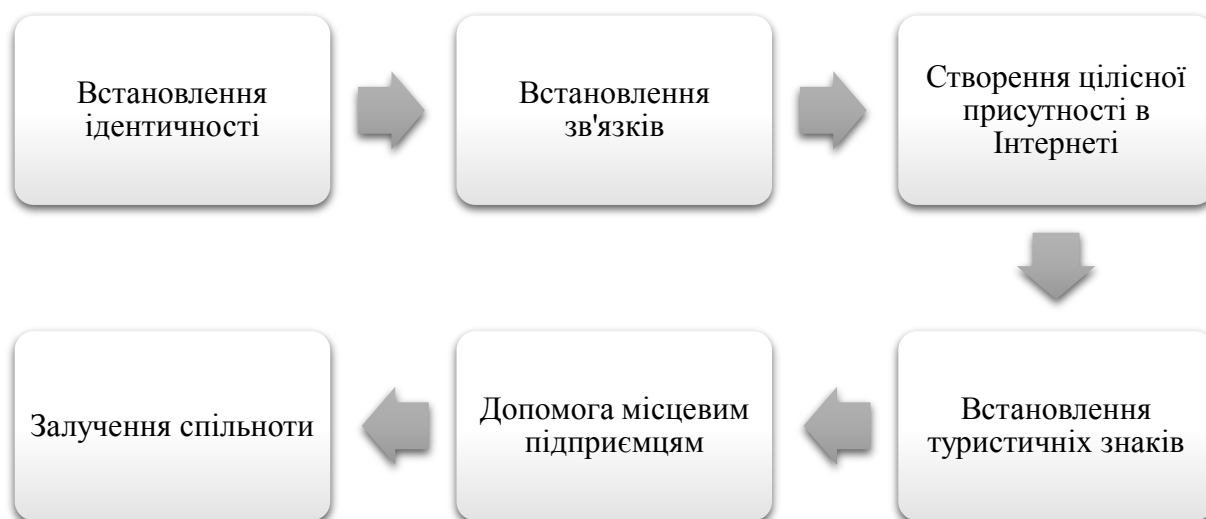 Встановлення
ідентичності
Встановлення
зв'язків
Створення цілісної
присутності в
Інтернеті
Встановлення
туристичніх знаків
Допомога місцевим
підприємцям
Залучення спільноти